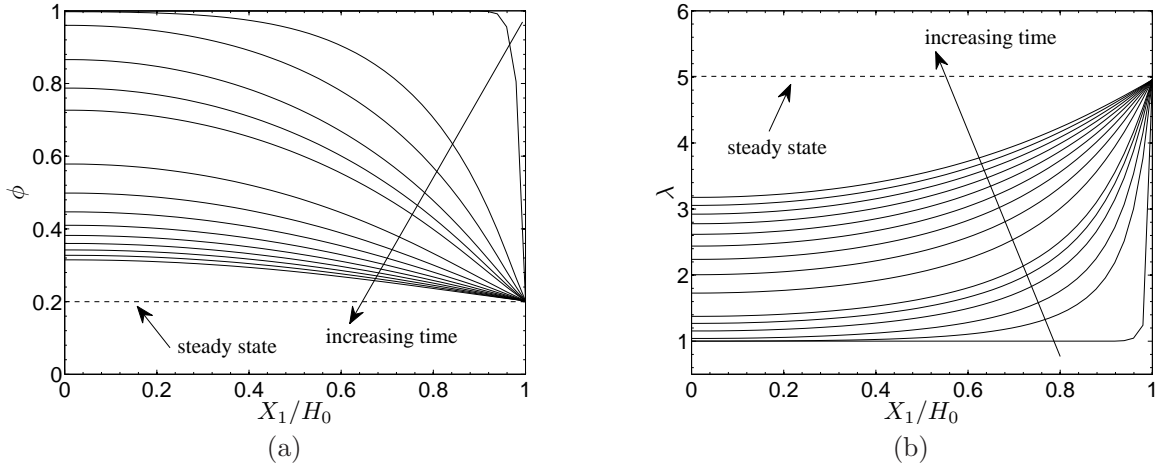 1
0.8
0.6
0.4
0.2
0
ϕ
0 0.2 0.4 0.6 0.8 1
X₁/H₀
increasing time
steady state
(a)
6
5
4
3
2
1
λ
0 0.2 0.4 0.6 0.8 1
X₁/H₀
increasing time
steady state
(b)